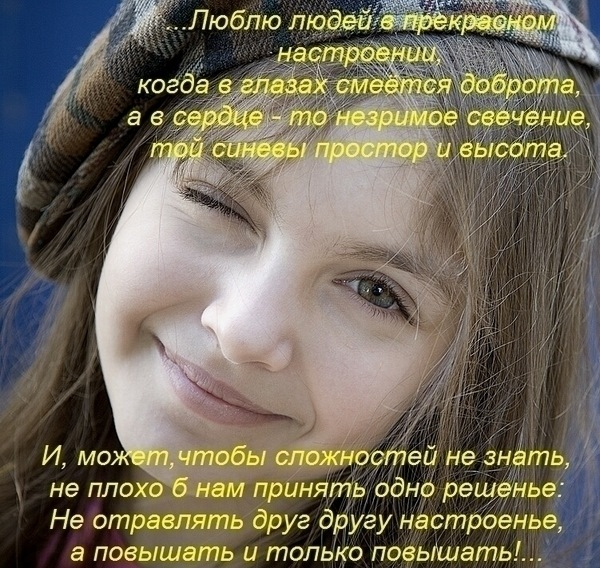 ...Люблю людей в прекрасном
настроении,
когда в глазах смеётся доброта,
а в сердце - то незримое свечение,
той синевы простор и высота.
И, может,чтобы сложностей не знать,
не плохо б нам принять одно решенье:
Не отравлять друг другу настроенье,
а повышать и только повышать!...